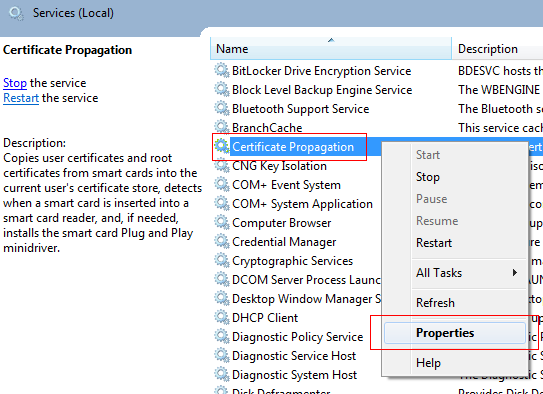 Services (Local)
Certificate Propagation
Stop the service
Restart the service
Description:
Copies user certificates and root
certificates from smart cards into the
current user's certificate store, detects
when a smart card is inserted into a
smart card reader, and, if needed,
installs the smart card Plug and Play
minidriver.
Name Description
BitLocker Drive Encryption Service BDESVC hosts th
Block Level Backup Engine Service The WBENGINE
Bluetooth Support Service The Bluetooth s
BranchCache This service cach
Certificate Propagation
CNG Key Isolation
COM+ Event System
COM+ System Application
Computer Browser
Credential Manager
Cryptographic Services
DCOM Server Process Launc
Desktop Window Manager S
DHCP Client
Diagnostic Policy Service
Diagnostic Service Host
Diagnostic System Host
Disk Defragmenter Provides Disk De
Start
Stop
Pause
Resume
Restart
All Tasks
Refresh
Properties
Help